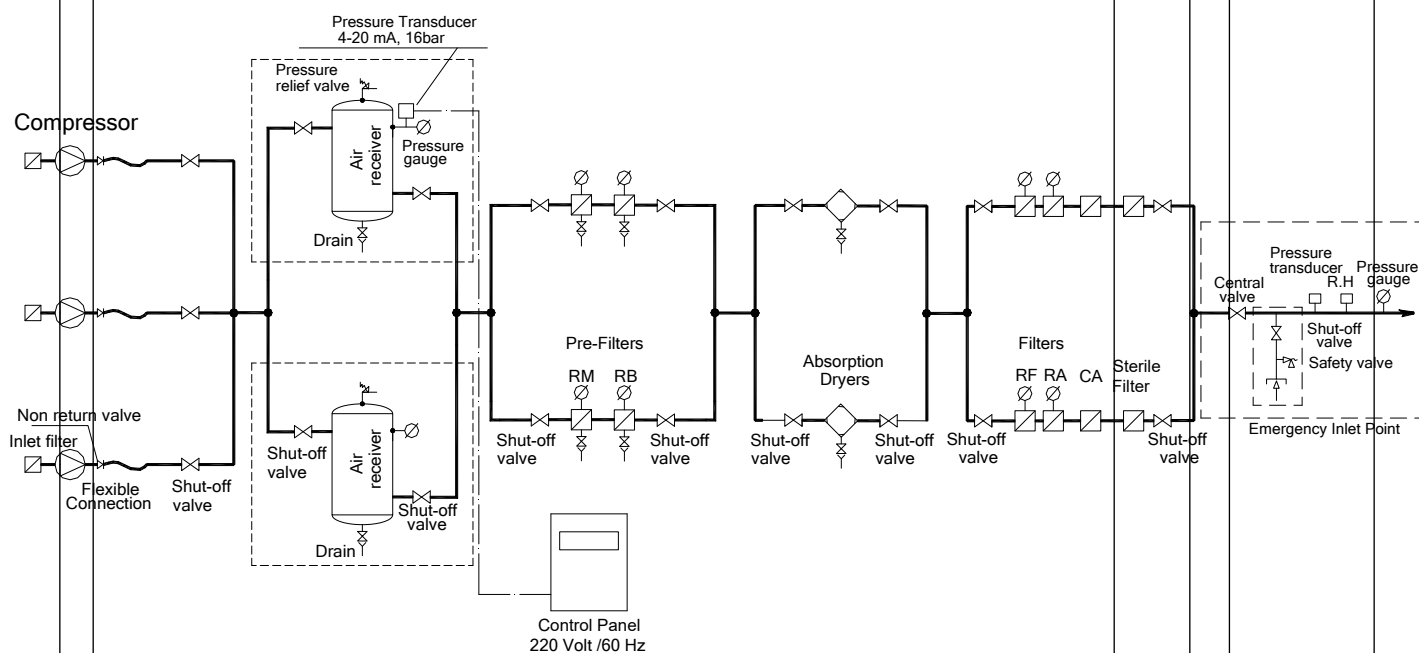 Pressure Transducer
4-20 mA, 16bar
Pressure
relief valve
Compressor
Air
receiver
Pressure
gauge
Drain
Non return valve
Inlet filter
Flexible
Connection
Shut-off
valve
Shut-off
valve
Air
receiver
Shut-off
valve
Drain
Control Panel
220 Volt /60 Hz
Pre-Filters
RM
RB
Shut-off
valve
Shut-off
valve
Absorption
Dryers
Shut-off
valve
Shut-off
valve
Filters
RF
RA
CA
Sterile
Filter
Shut-off
valve
Shut-off
valve
Central
valve
Pressure
transducer
R.H
Pressure
gauge
Shut-off
valve
Safety valve
Emergency Inlet Point